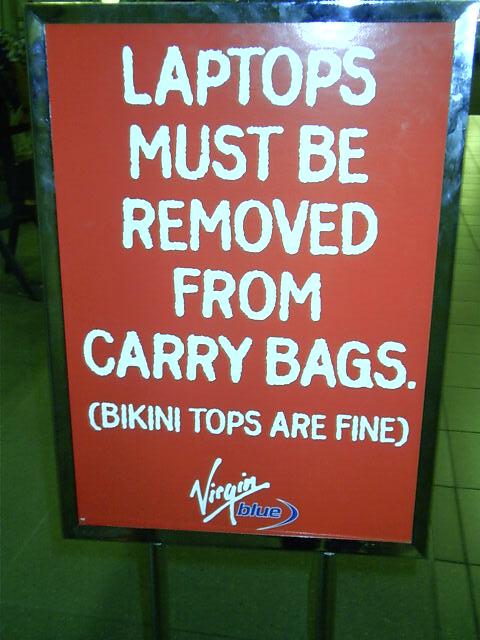 LAPTOPS
MUST BE
REMOVED
FROM
CARRY BAGS.
(BIKINI TOPS ARE FINE)
Virgin
blue